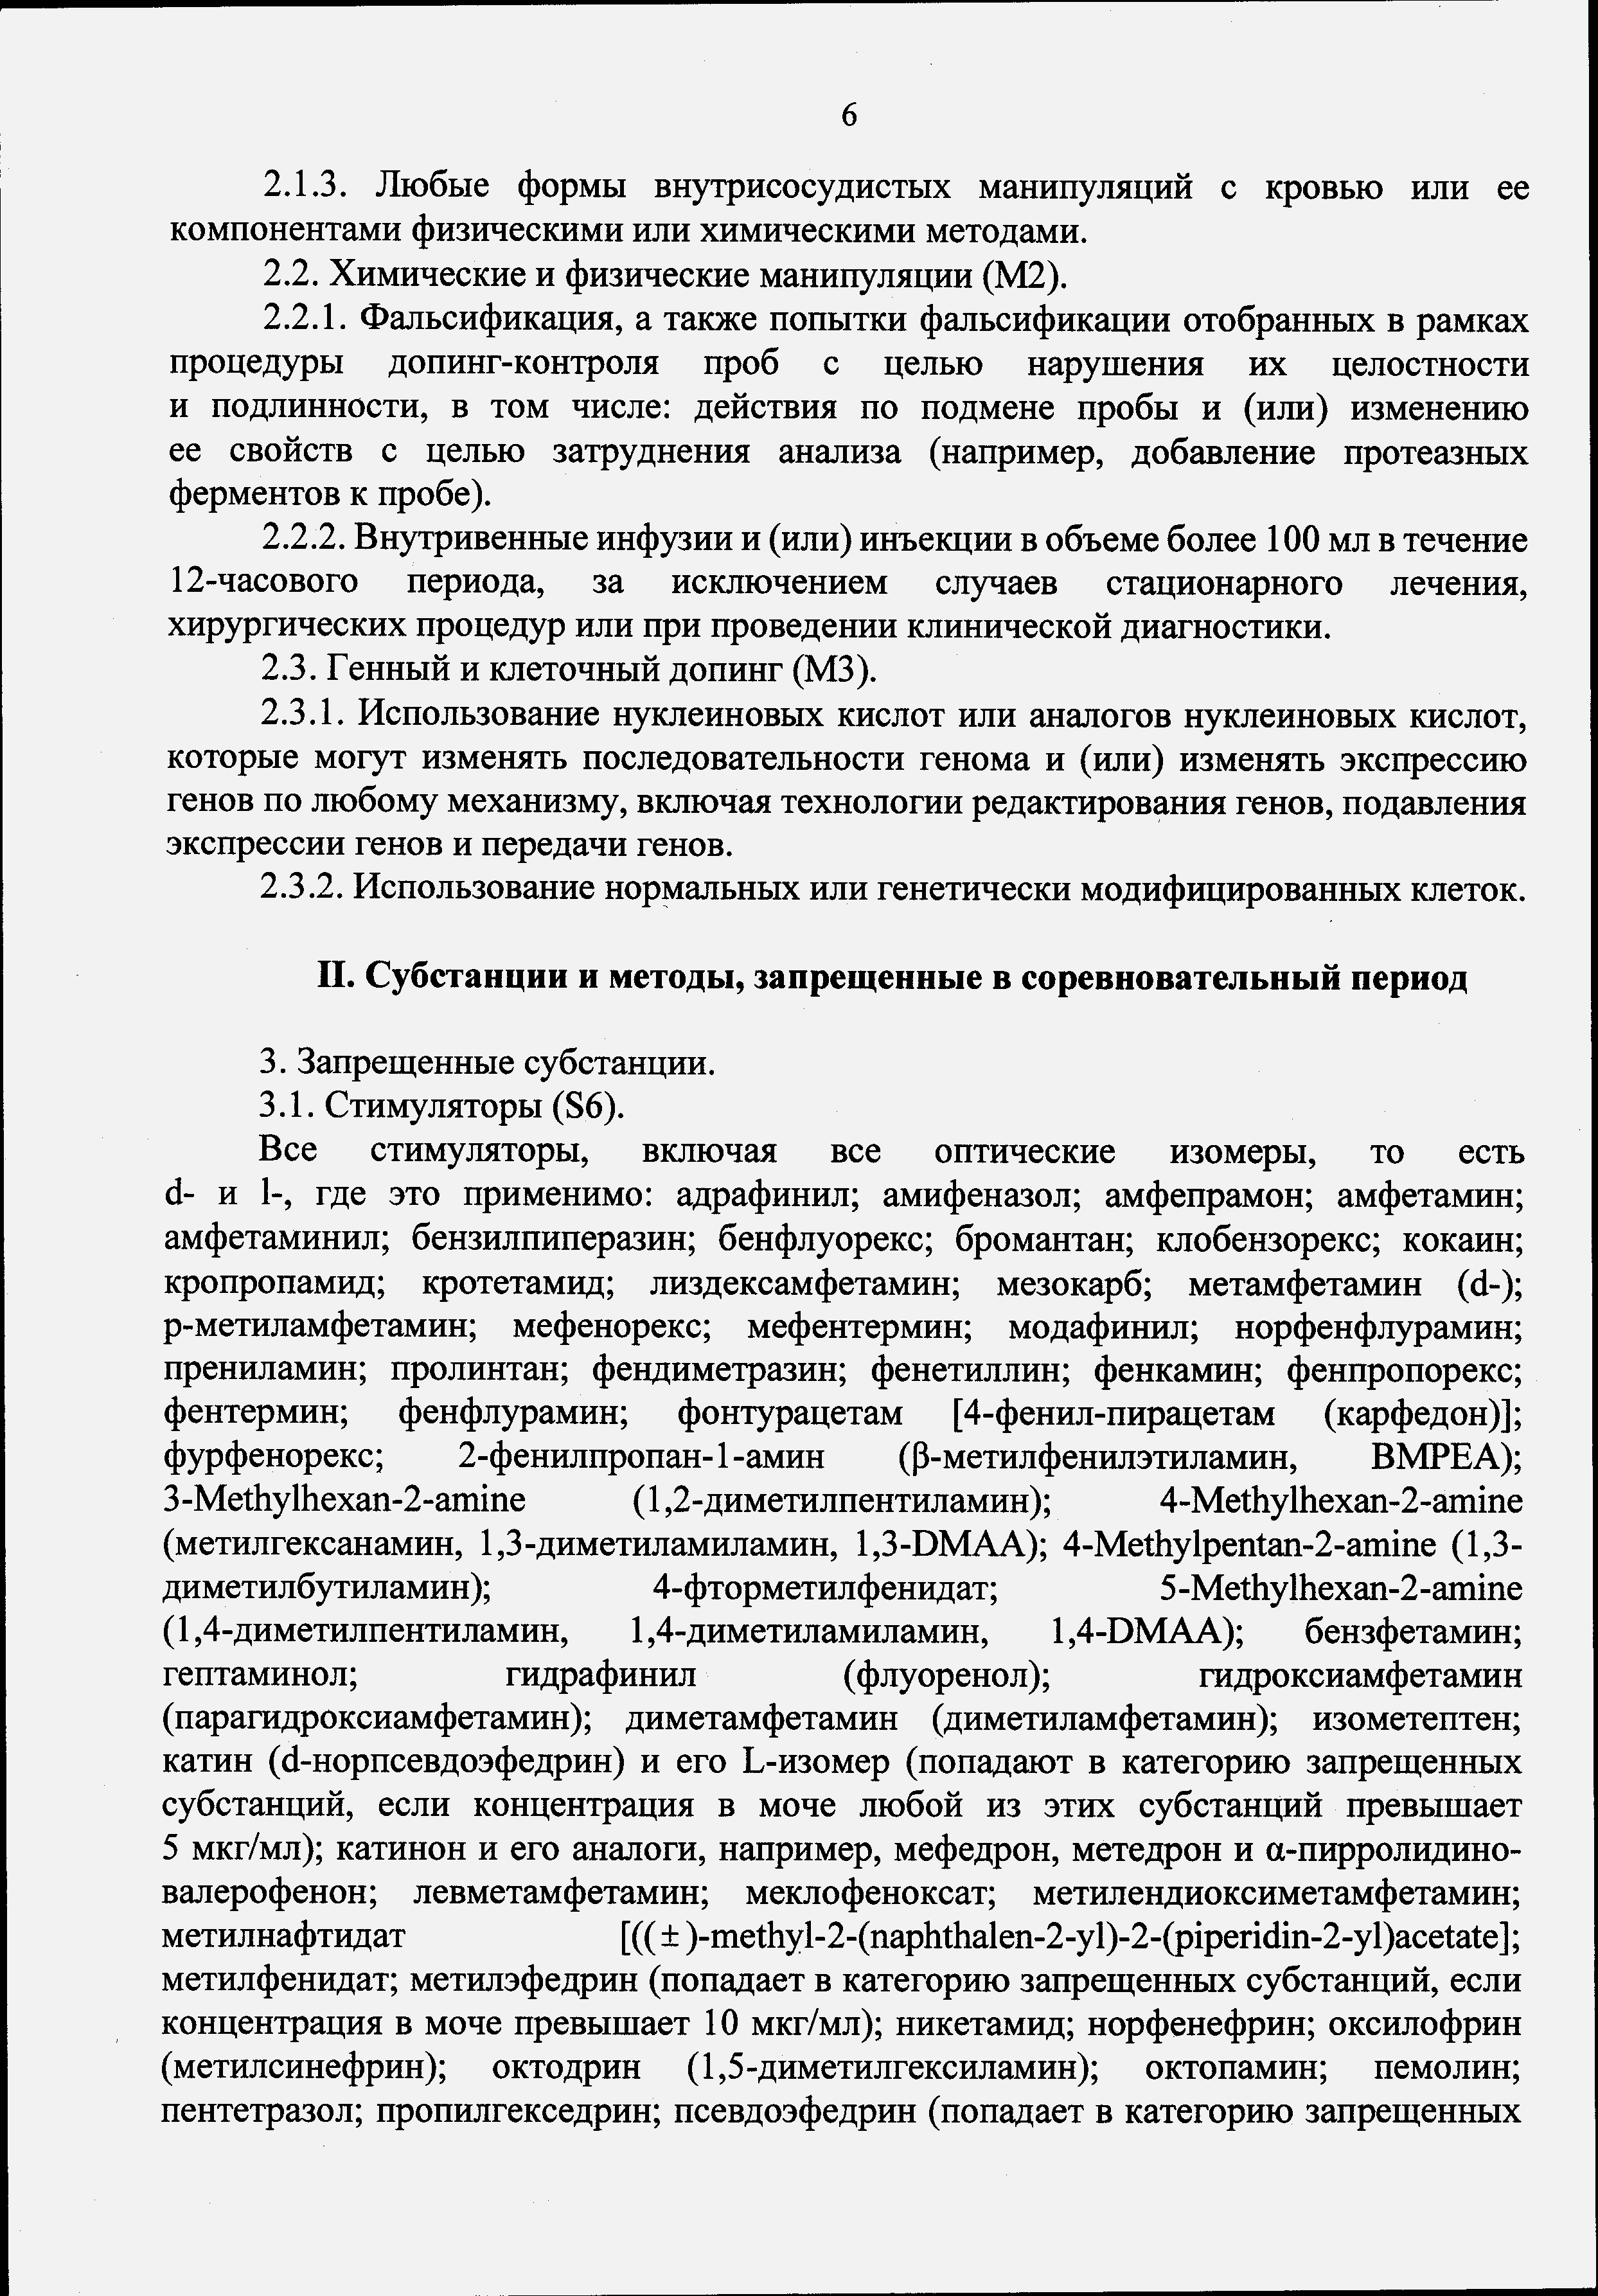 6
2.1.3. Любые формы внутрисосудистых манипуляций с кровью или ее
компонентами физическими или химическими методами.
2.2. Химические и физические манипуляции (М2).
2.2.1. Фальсификация, а также попытки фальсификации отобранных в рамках
процедуры допинг-контроля проб с целью нарушения их целостности
и подлинности, в том числе: действия по подмене пробы и (или) изменению
ее свойств с целью затруднения анализа (например, добавление протеазных
ферментов к пробе).
2.2.2. Внутривенные инфузии и (или) инъекции в объеме более 100 мл в течение
12-часового периода, за исключением случаев стационарного лечения,
хирургических процедур или при проведении клинической диагностики.
2.3. Генный и клеточный допинг (М3).
2.3.1. Использование нуклеиновых кислот или аналогов нуклеиновых кислот,
которые могут изменять последовательности генома и (или) изменять экспрессию
генов по любому механизму, включая технологии редактирования генов, подавления
экспрессии генов и передачи генов.
2.3.2. Использование нормальных или генетически модифицированных клеток.
II. Субстанции и методы, запрещенные в соревновательный период
3. Запрещенные субстанции.
3.1. Стимуляторы (S6).
Все стимуляторы, включая все оптические изомеры, то есть
d- и l-, где это применимо: адрафинил; амифеназол; амфепрамон; амфетамин;
амфетаминил; бензилпиперазин; бенфлуорекс; бромантан; клобензорекс; кокаин;
кропропамид; кротетамид; лиздексамфетамин; мезокарб; метамфетамин (d-);
р-метиламфетамин; мефенорекс; мефентермин; модафинил; норфенфлурамин;
прениламин; пролинтан; фендиметразин; фенетиллин; фенкамин; фенпропорекс;
фентермин; фенфлурамин; фонтурацетам [4-фенил-пирацетам (карфедон)];
фурфенорекс; 2-фенилпропан-1-амин (β-метилфенилэтиламин, BMPEA);
3-Methylhexan-2-amine (1,2-диметилпентиламин); 4-Methylhexan-2-amine
(метилгексанамин, 1,3-диметиламиламин, 1,3-DMAA); 4-Methylpentan-2-amine (1,3-
диметилбутиламин); 4-фторметилфенидат; 5-Methylhexan-2-amine
(1,4-диметилпентиламин, 1,4-диметиламиламин, 1,4-DMAA); бензфетамин;
гептаминол; гидрафинил (флуоренол); гидроксиамфетамин
(парагидроксиамфетамин); диметамфетамин (диметиламфетамин); изометептен;
катин (d-норпсевдоэфедрин) и его L-изомер (попадают в категорию запрещенных
субстанций, если концентрация в моче любой из этих субстанций превышает
5 мкг/мл); катинон и его аналоги, например, мефедрон, метедрон и α-пирролидино-
валерофенон; левметамфетамин; меклофеноксат; метилендиоксиметамфетамин;
метилнафтидат [((±)-methyl-2-(naphthalen-2-yl)-2-(piperidin-2-yl)acetate];
метилфенидат; метилэфедрин (попадает в категорию запрещенных субстанций, если
концентрация в моче превышает 10 мкг/мл); никетамид; норфенефрин; оксилофрин
(метилсинефрин); октодрин (1,5-диметилгексиламин); октопамин; пемолин;
пентетразол; пропилгекседрин; псевдоэфедрин (попадает в категорию запрещенных